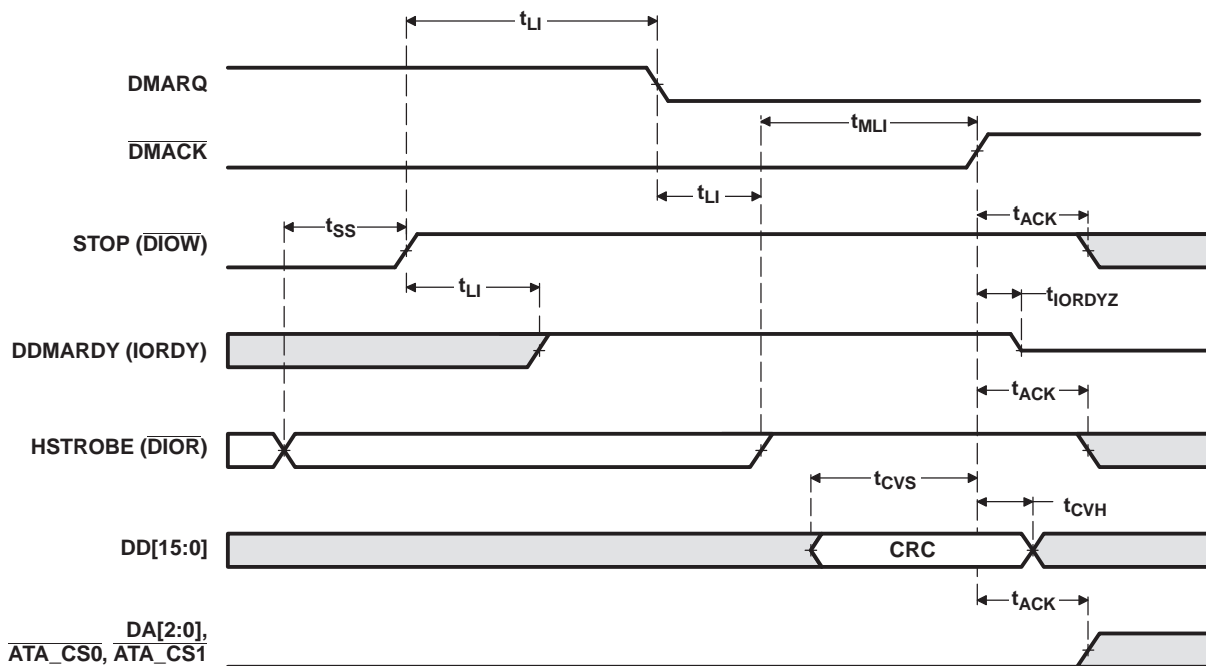 tLI
DMARQ
tMLI
DMACK
tLI
tSS
tACK
STOP (DIOW)
tLI
tIORDYZ
DDMARDY (IORDY)
tACK
HSTROBE (DIOR)
tCVS
tCVH
DD[15:0]
CRC
tACK
DA[2:0],
ATA_CS0, ATA_CS1